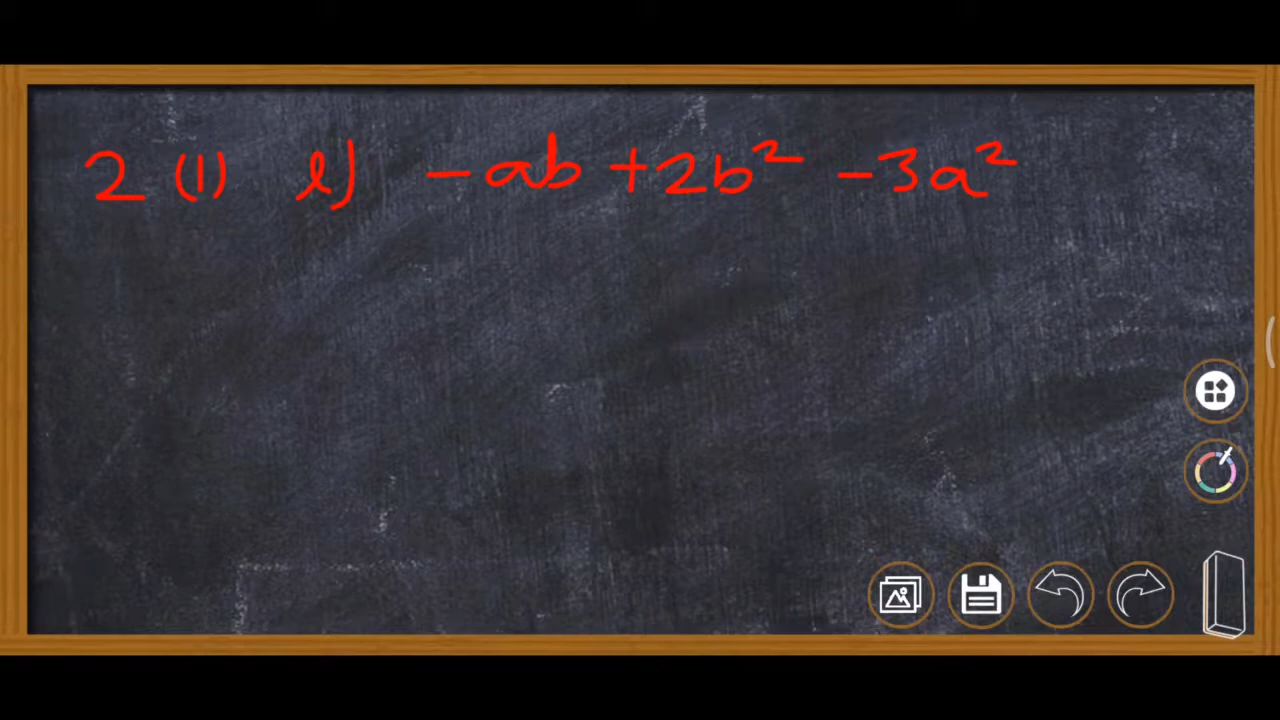 2 (1) l) -ab +2b² -3a²